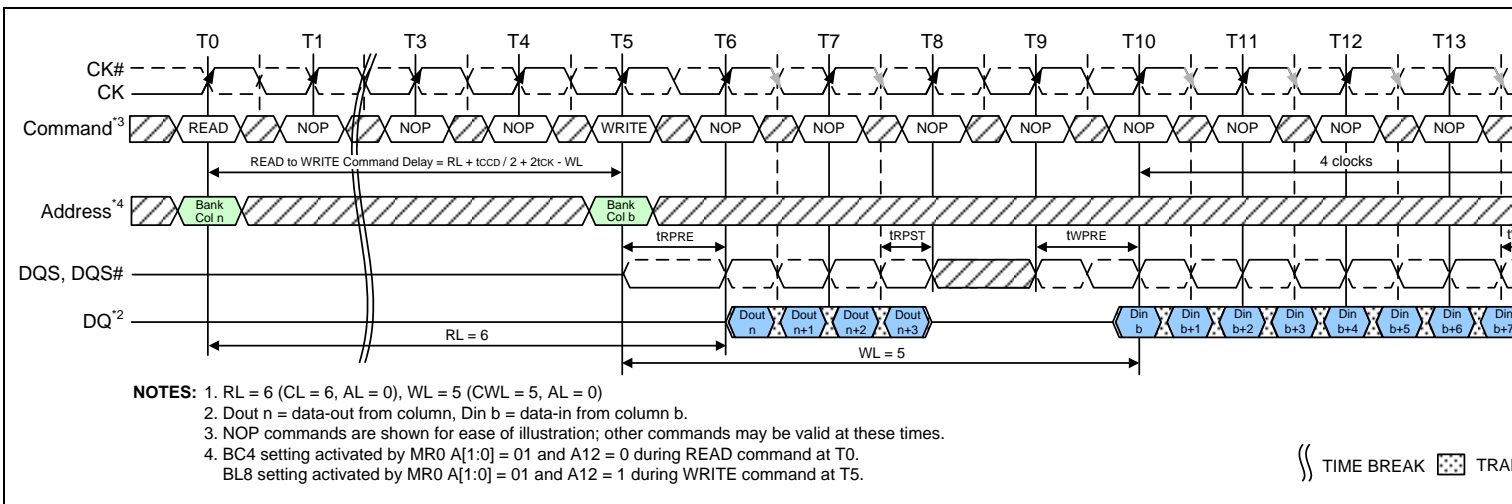 T0 T1 T3 T4 T5 T6 T7 T8 T9 T10 T11 T12 T13
CK#
CK
Command*3 READ NOP NOP NOP WRITE NOP NOP NOP NOP NOP NOP NOP NOP
READ to WRITE Command Delay = RL + tCCD / 2 + 2tCK - WL
4 clocks
Address*4 Bank Col n Bank Col b
tRPRE tRPST tWPRE
DQS, DQS#
DQ*2 Dout n Dout n+1 Dout n+2 Dout n+3 Din b Din b+1 Din b+2 Din b+3 Din b+4 Din b+5 Din b+6 Din b+7
RL = 6
WL = 5
NOTES: 1. RL = 6 (CL = 6, AL = 0), WL = 5 (CWL = 5, AL = 0)
2. Dout n = data-out from column, Din b = data-in from column b.
3. NOP commands are shown for ease of illustration; other commands may be valid at these times.
4. BC4 setting activated by MR0 A[1:0] = 01 and A12 = 0 during READ command at T0.
BL8 setting activated by MR0 A[1:0] = 01 and A12 = 1 during WRITE command at T5.
TIME BREAK